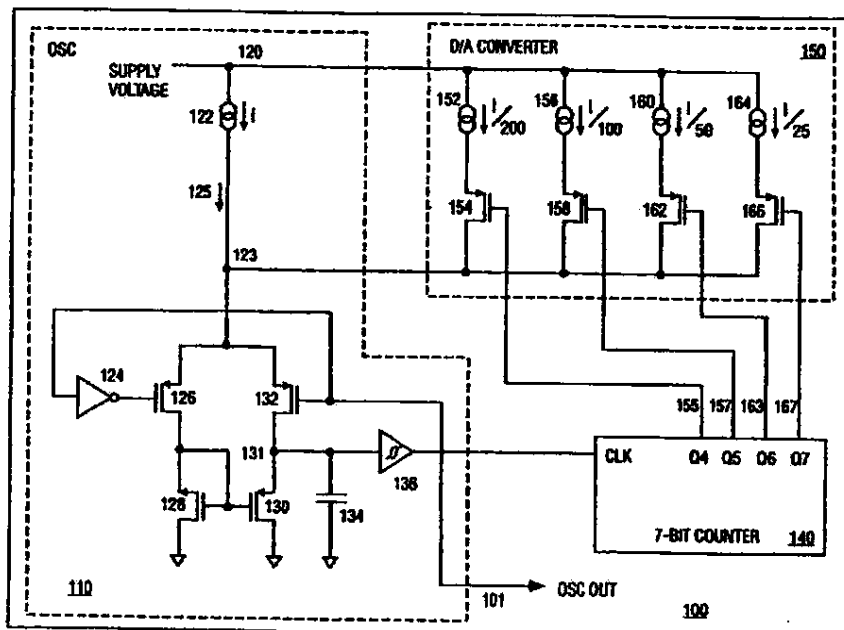 OSC
D/A CONVERTER
150
120
SUPPLY
VOLTAGE
152
156
160
164
122
I
I/200
I/100
I/50
I/25
125
154
158
162
166
123
124
126
132
155
157
163
167
131
CLK
Q4
Q5
Q6
Q7
128
130
134
136
7-BIT COUNTER
140
110
101
OSC OUT
100